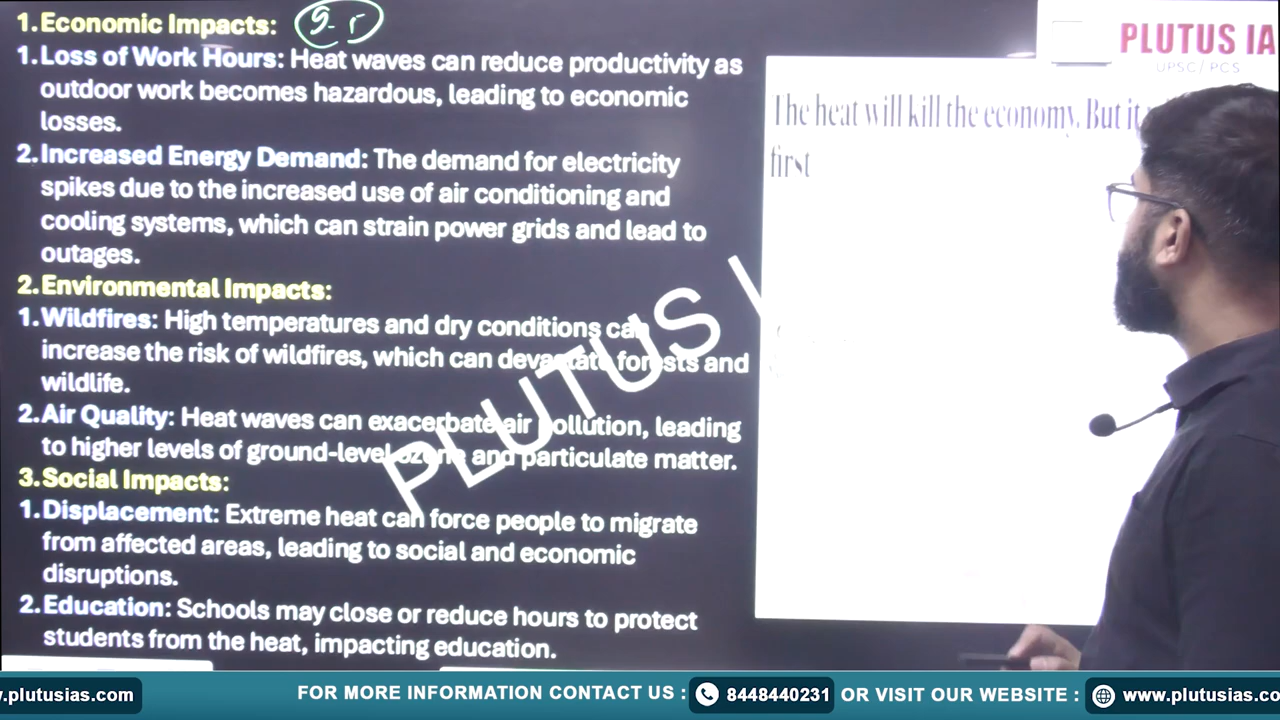 1. Economic Impacts: 9-5
1. Loss of Work Hours: Heat waves can reduce productivity as
outdoor work becomes hazardous, leading to economic
losses.
2. Increased Energy Demand: The demand for electricity
spikes due to the increased use of air conditioning and
cooling systems, which can strain power grids and lead to
outages.
2. Environmental Impacts:
1. Wildfires: High temperatures and dry conditions can
increase the risk of wildfires, which can devastate forests and
wildlife.
2. Air Quality: Heat waves can exacerbate air pollution, leading
to higher levels of ground-level ozone and particulate matter.
3. Social Impacts:
1. Displacement: Extreme heat can force people to migrate
from affected areas, leading to social and economic
disruptions.
2. Education: Schools may close or reduce hours to protect
students from the heat, impacting education.
PLUTUS I
PLUTUS IA
UPSC/ PCS
The heat will kill the economy. But it
first
w.plutusias.com
FOR MORE INFORMATION CONTACT US : 8448440231 OR VISIT OUR WEBSITE : www.plutusias.co